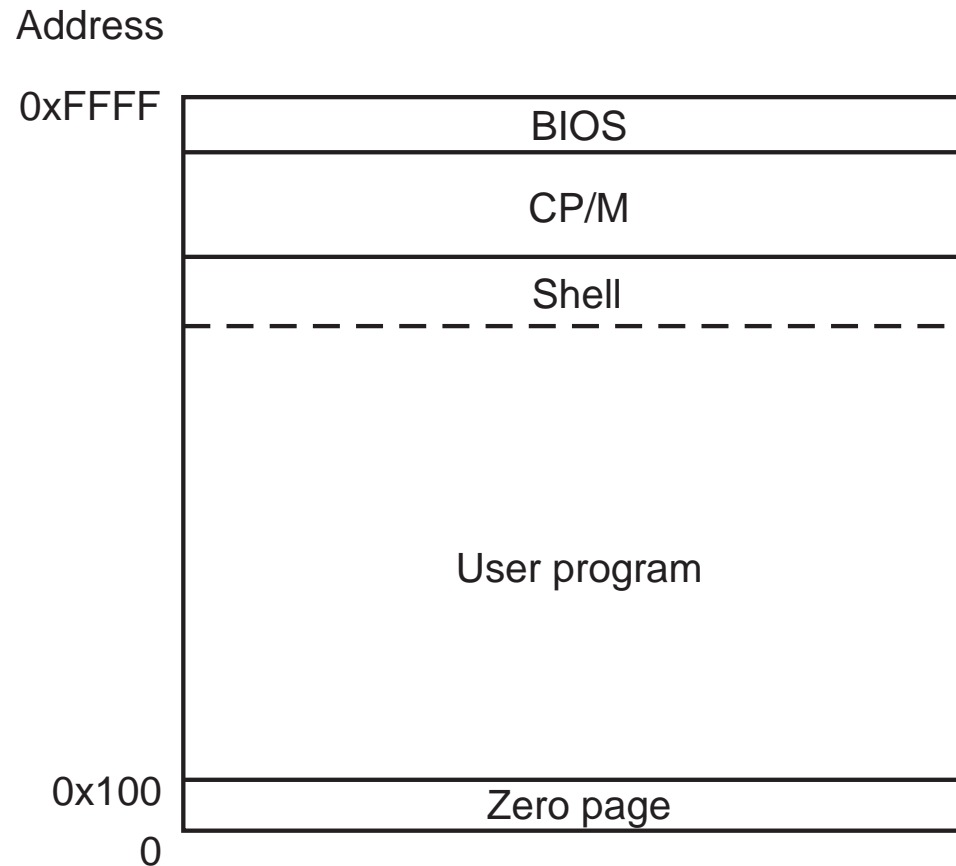 Address
0xFFFF
BIOS
CP/M
Shell
User program
0x100
Zero page
0